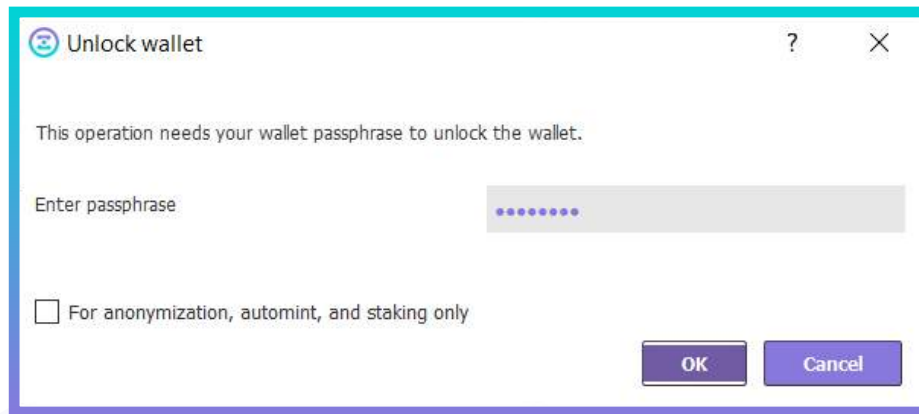 Unlock wallet
?
This operation needs your wallet passphrase to unlock the wallet.
Enter passphrase
••••••••
For anonymization, automint, and staking only
OK
Cancel